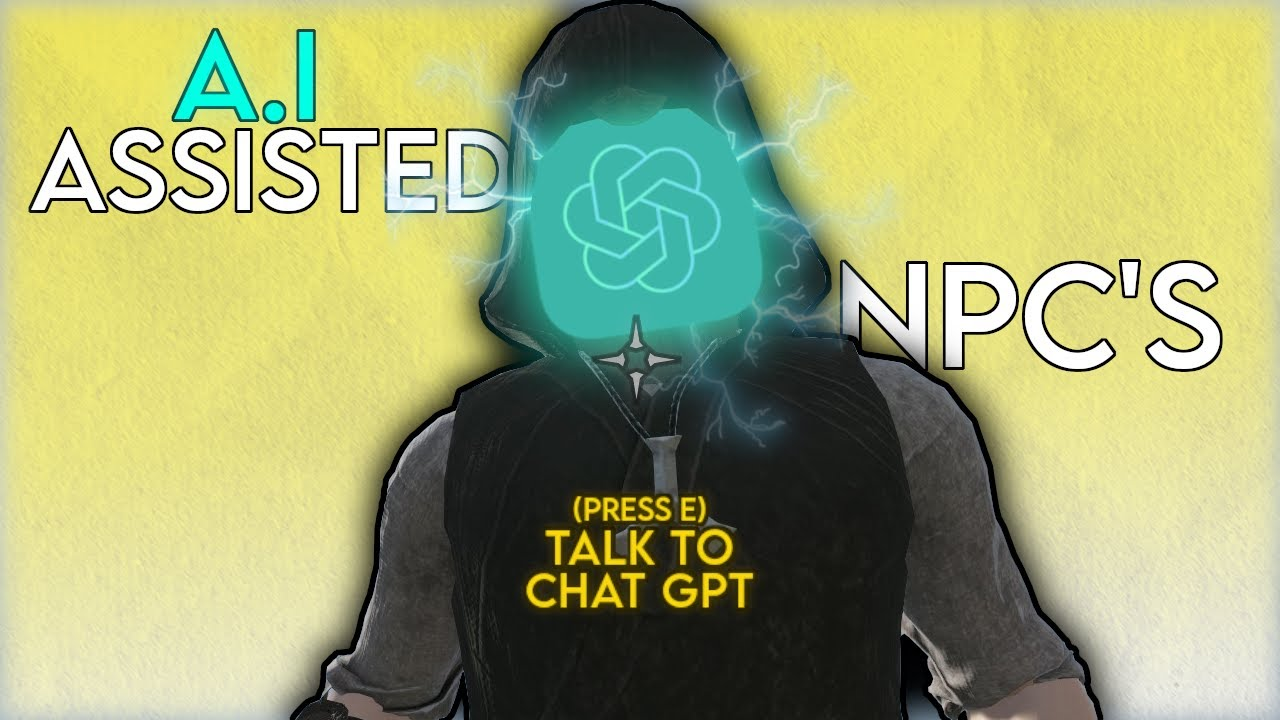 A.I
ASSISTED
NPC'S
(PRESS E)
TALK TO
CHAT GPT